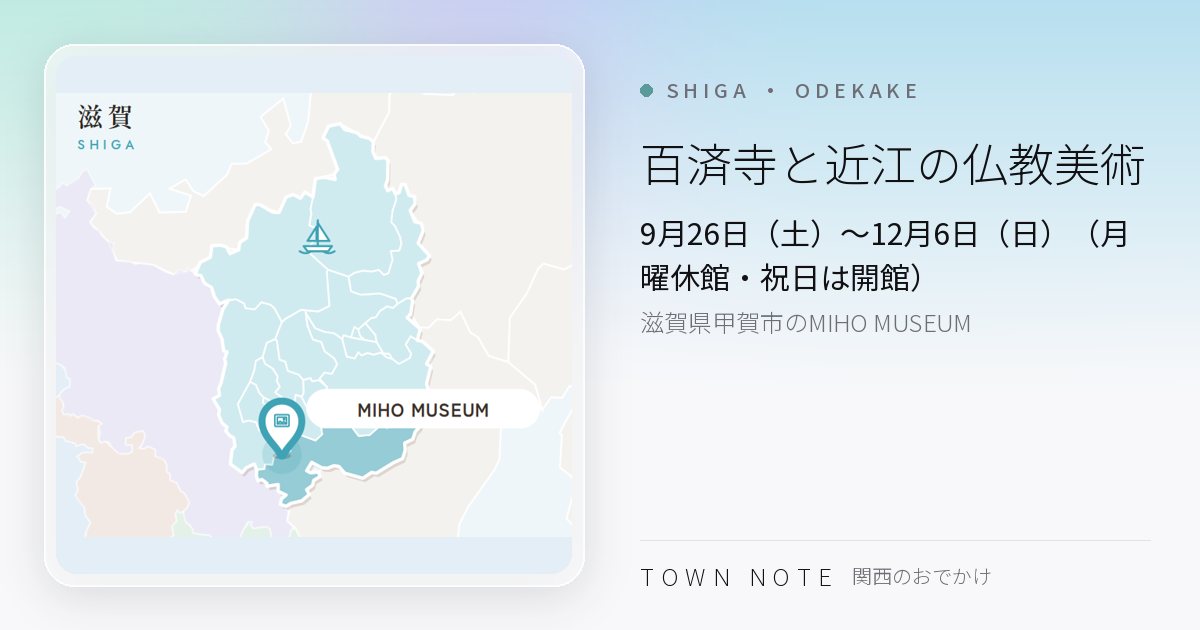 滋賀
SHIGA
MIHO MUSEUM
SHIGA • ODEKAKE
百済寺と近江の仏教美術
9月26日（土）〜12月6日（日）（月
曜休館・祝日は開館）
滋賀県甲賀市のMIHO MUSEUM
TOWN NOTE 関西のおでかけ